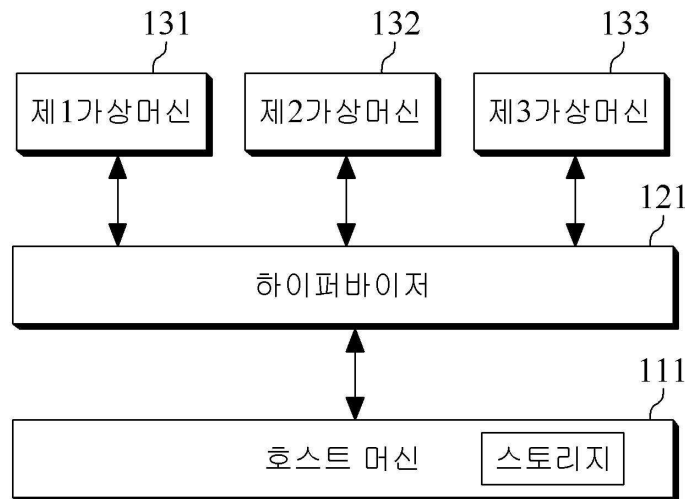 131 132 133
제1가상머신 제2가상머신 제3가상머신
121
하이퍼바이저
111
호스트 머신 스토리지